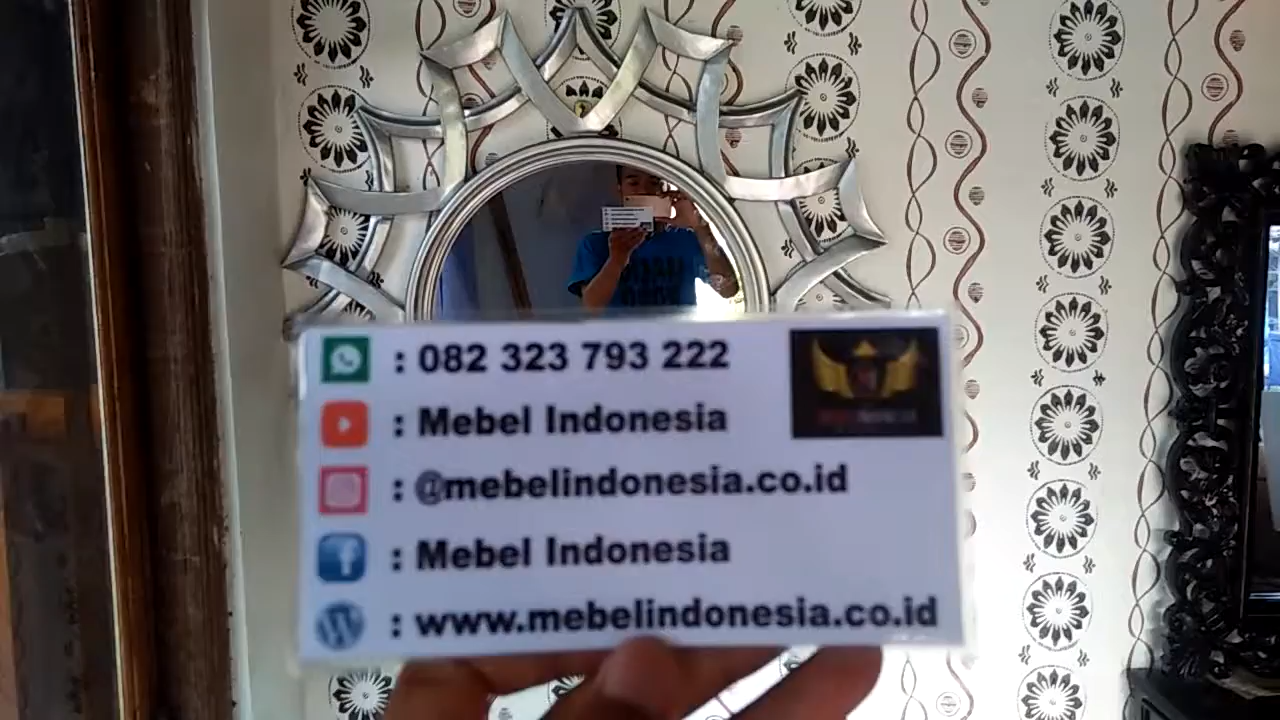 : 082 323 793 222
: Mebel Indonesia
: @mebelindonesia.co.id
: Mebel Indonesia
: www.mebelindonesia.co.id